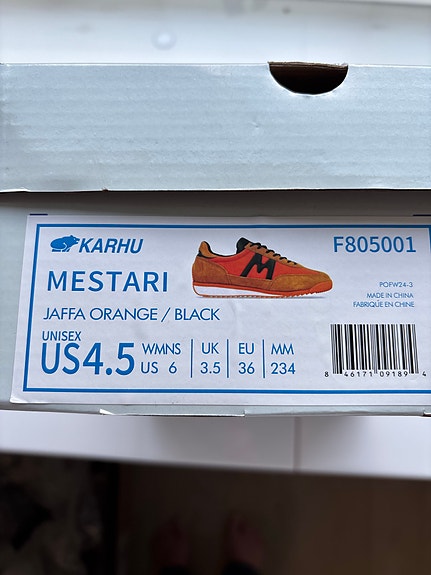 KARHU
F805001
MESTARI
POFW24-3
MADE IN CHINA
FABRIQUÉ EN CHINE
JAFFA ORANGE / BLACK
UNISEX
US4.5
WMNS US 6
UK 3.5
EU 36
MM 234
8 46171 09189 4